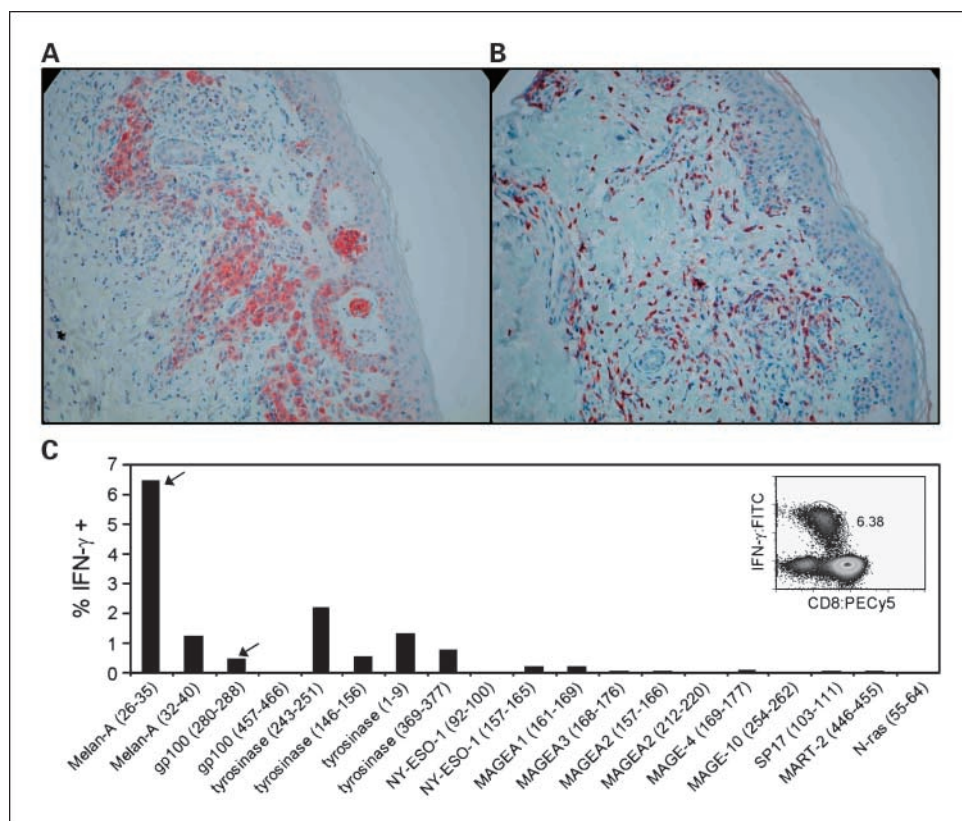 A
B
C
% IFN-γ +
7
6
5
4
3
2
1
0
IFN-γ:FITC
6.38
CD8:PECy5
Melan-A (26-35)
Melan-A (32-40)
gp100 (280-288)
gp100 (457-466)
tyrosinase (243-251)
tyrosinase (146-156)
tyrosinase (1-9)
tyrosinase (369-377)
NY-ESO-1 (92-100)
NY-ESO-1 (157-165)
MAGEA1 (161-169)
MAGEA3 (168-176)
MAGEA2 (157-166)
MAGEA2 (212-220)
MAGE-4 (169-177)
MAGE-10 (254-262)
SP17 (103-111)
MART-2 (446-455)
N-ras (55-64)